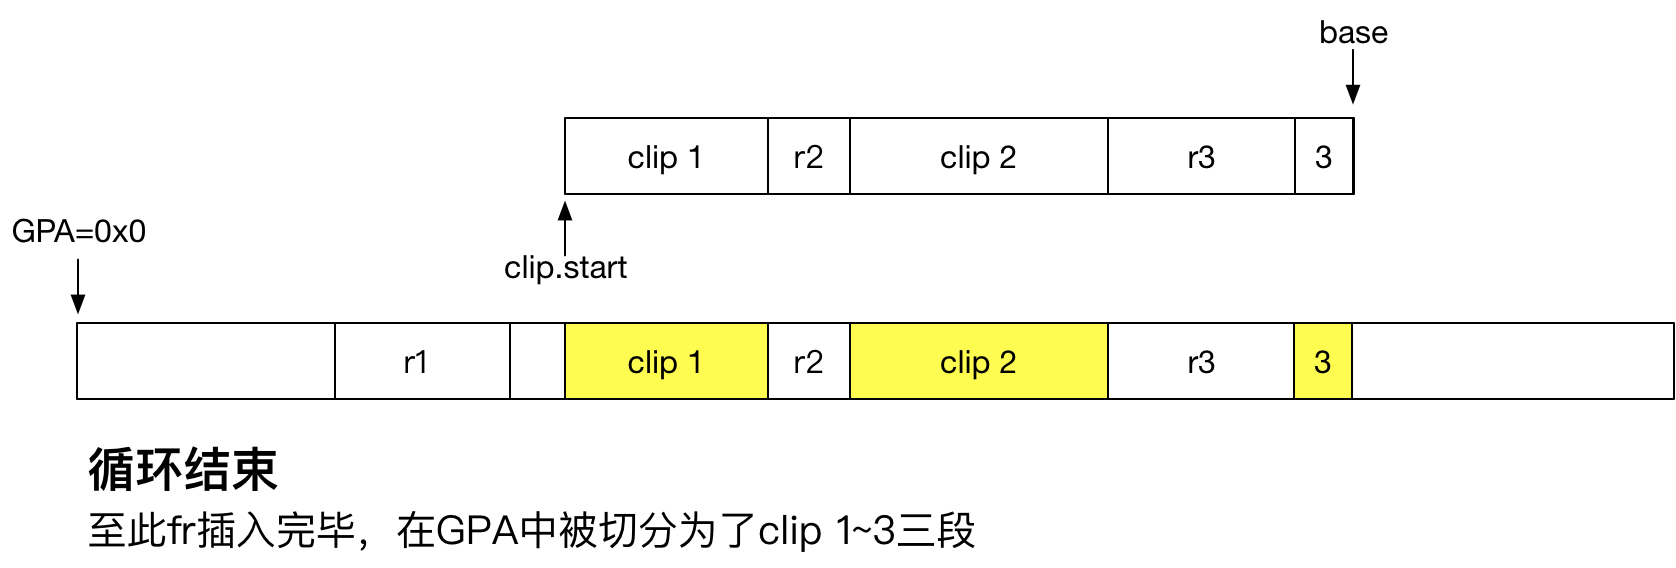 base
clip 1 r2 clip 2 r3 3
GPA=0x0
clip.start
r1 clip 1 r2 clip 2 r3 3
循环结束
至此fr插入完毕，在GPA中被切分为了clip 1~3三段